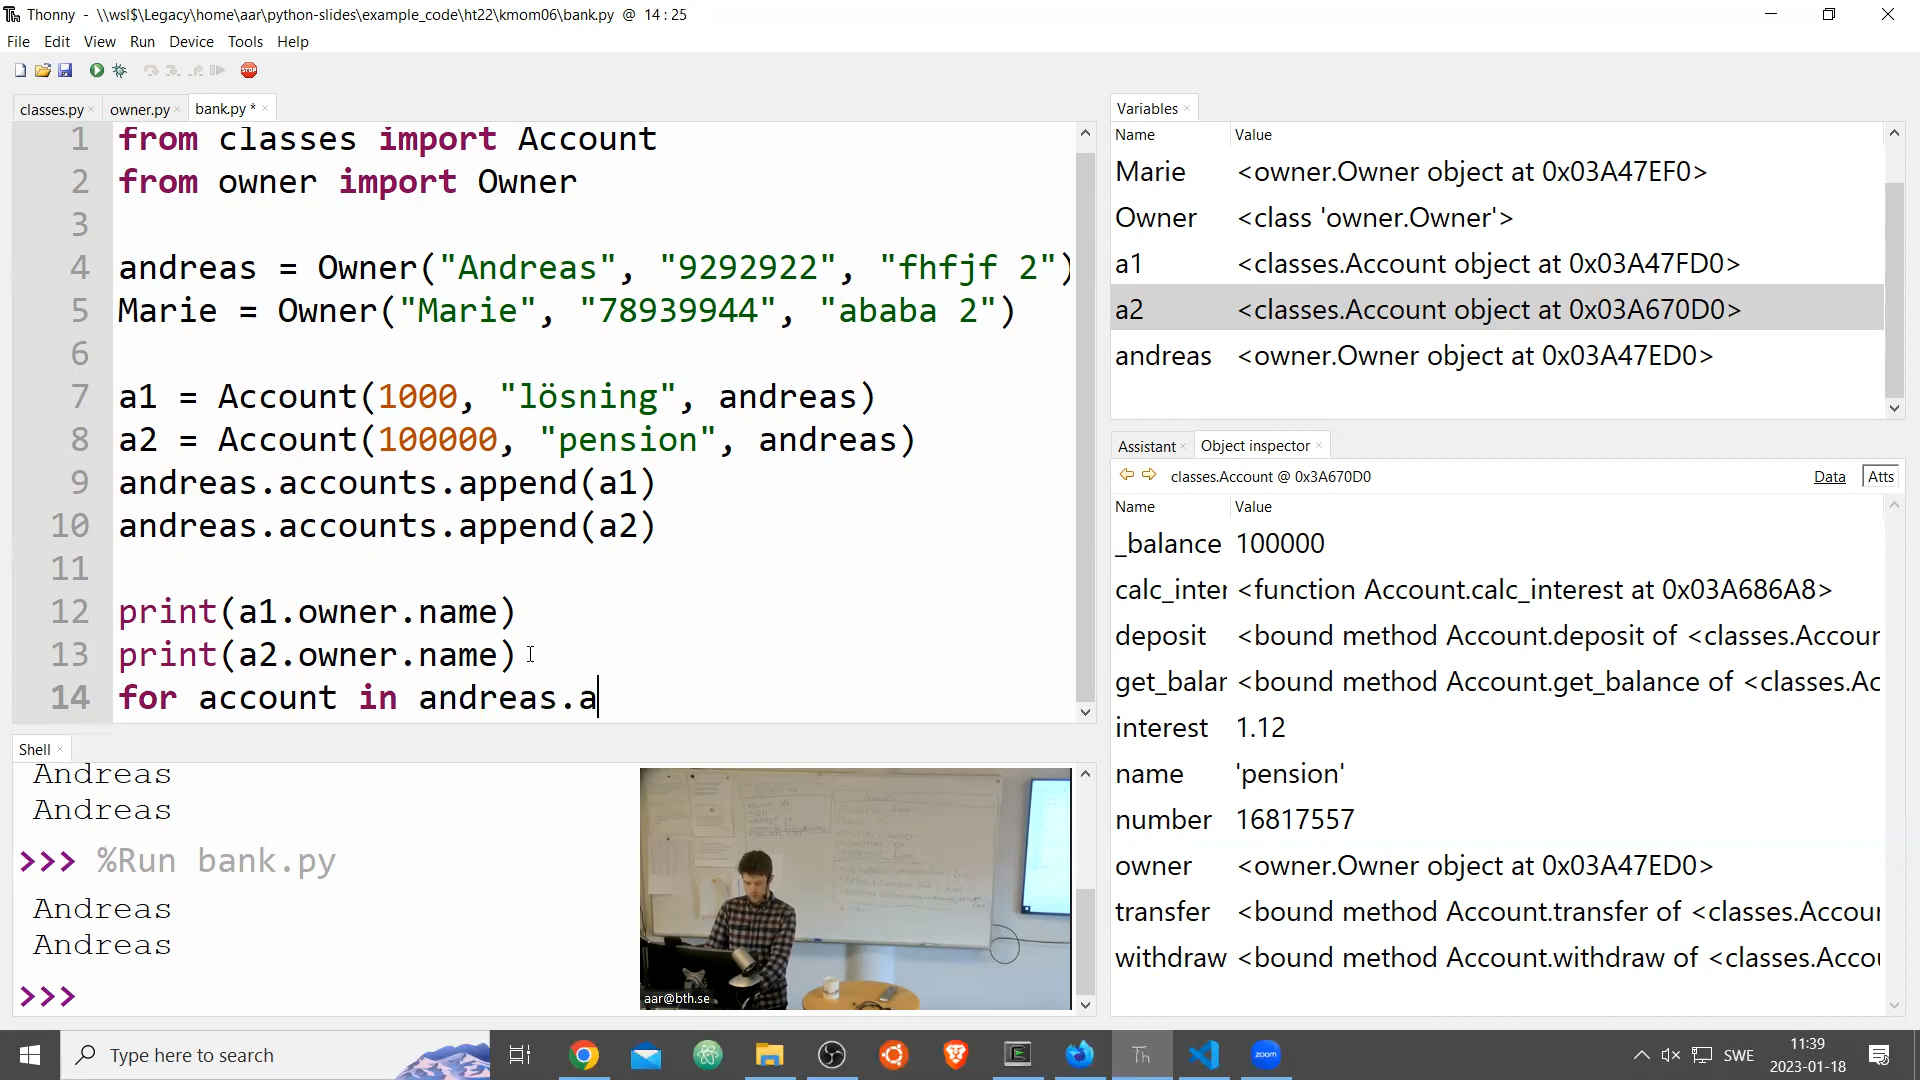 Thonny - \\wsl$\Legacy\home\aar\python-slides\example_code\ht22\kmom06\bank.py @ 14 : 25
File Edit View Run Device Tools Help
STOP
classes.py owner.py bank.py *
1 from classes import Account
2 from owner import Owner
3
4 andreas = Owner("Andreas", "9292922", "fhfjf 2")
5 Marie = Owner("Marie", "78939944", "ababa 2")
6
7 a1 = Account(1000, "lösning", andreas)
8 a2 = Account(100000, "pension", andreas)
9 andreas.accounts.append(a1)
10 andreas.accounts.append(a2)
11
12 print(a1.owner.name)
13 print(a2.owner.name)
14 for account in andreas.a
Shell
Andreas
Andreas
>>> %Run bank.py
Andreas
Andreas
>>>
aar@bth.se
Variables
Name Value
Marie <owner.Owner object at 0x03A47EF0>
Owner <class 'owner.Owner'>
a1 <classes.Account object at 0x03A47FD0>
a2 <classes.Account object at 0x03A670D0>
andreas <owner.Owner object at 0x03A47ED0>
Assistant Object inspector
classes.Account @ 0x3A670D0 Data Atts
Name Value
_balance 100000
calc_inter <function Account.calc_interest at 0x03A686A8>
deposit <bound method Account.deposit of <classes.Accour
get_balar <bound method Account.get_balance of <classes.Ac
interest 1.12
name 'pension'
number 16817557
owner <owner.Owner object at 0x03A47ED0>
transfer <bound method Account.transfer of <classes.Accour
withdraw <bound method Account.withdraw of <classes.Accou
Type here to search
Th
zoom
SWE
11:39
2023-01-18